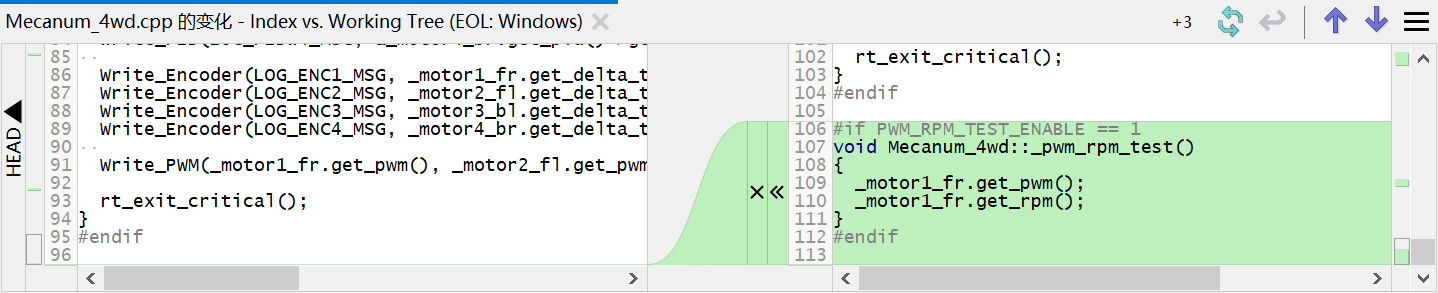 Mecanum_4wd.cpp 的变化 - Index vs. Working Tree (EOL: Windows)
+3
HEAD
85
86 Write_Encoder(LOG_ENC1_MSG, _motor1_fr.get_delta_t
87 Write_Encoder(LOG_ENC2_MSG, _motor2_fl.get_delta_t
88 Write_Encoder(LOG_ENC3_MSG, _motor3_bl.get_delta_t
89 Write_Encoder(LOG_ENC4_MSG, _motor4_br.get_delta_t
90
91 Write_PWM(_motor1_fr.get_pwm(), _motor2_fl.get_pwm
92
93 rt_exit_critical();
94 }
95 #endif
96
102 rt_exit_critical();
103 }
104 #endif
105
106 #if PWM_RPM_TEST_ENABLE == 1
107 void Mecanum_4wd::_pwm_rpm_test()
108 {
109 _motor1_fr.get_pwm();
110 _motor1_fr.get_rpm();
111 }
112 #endif
113